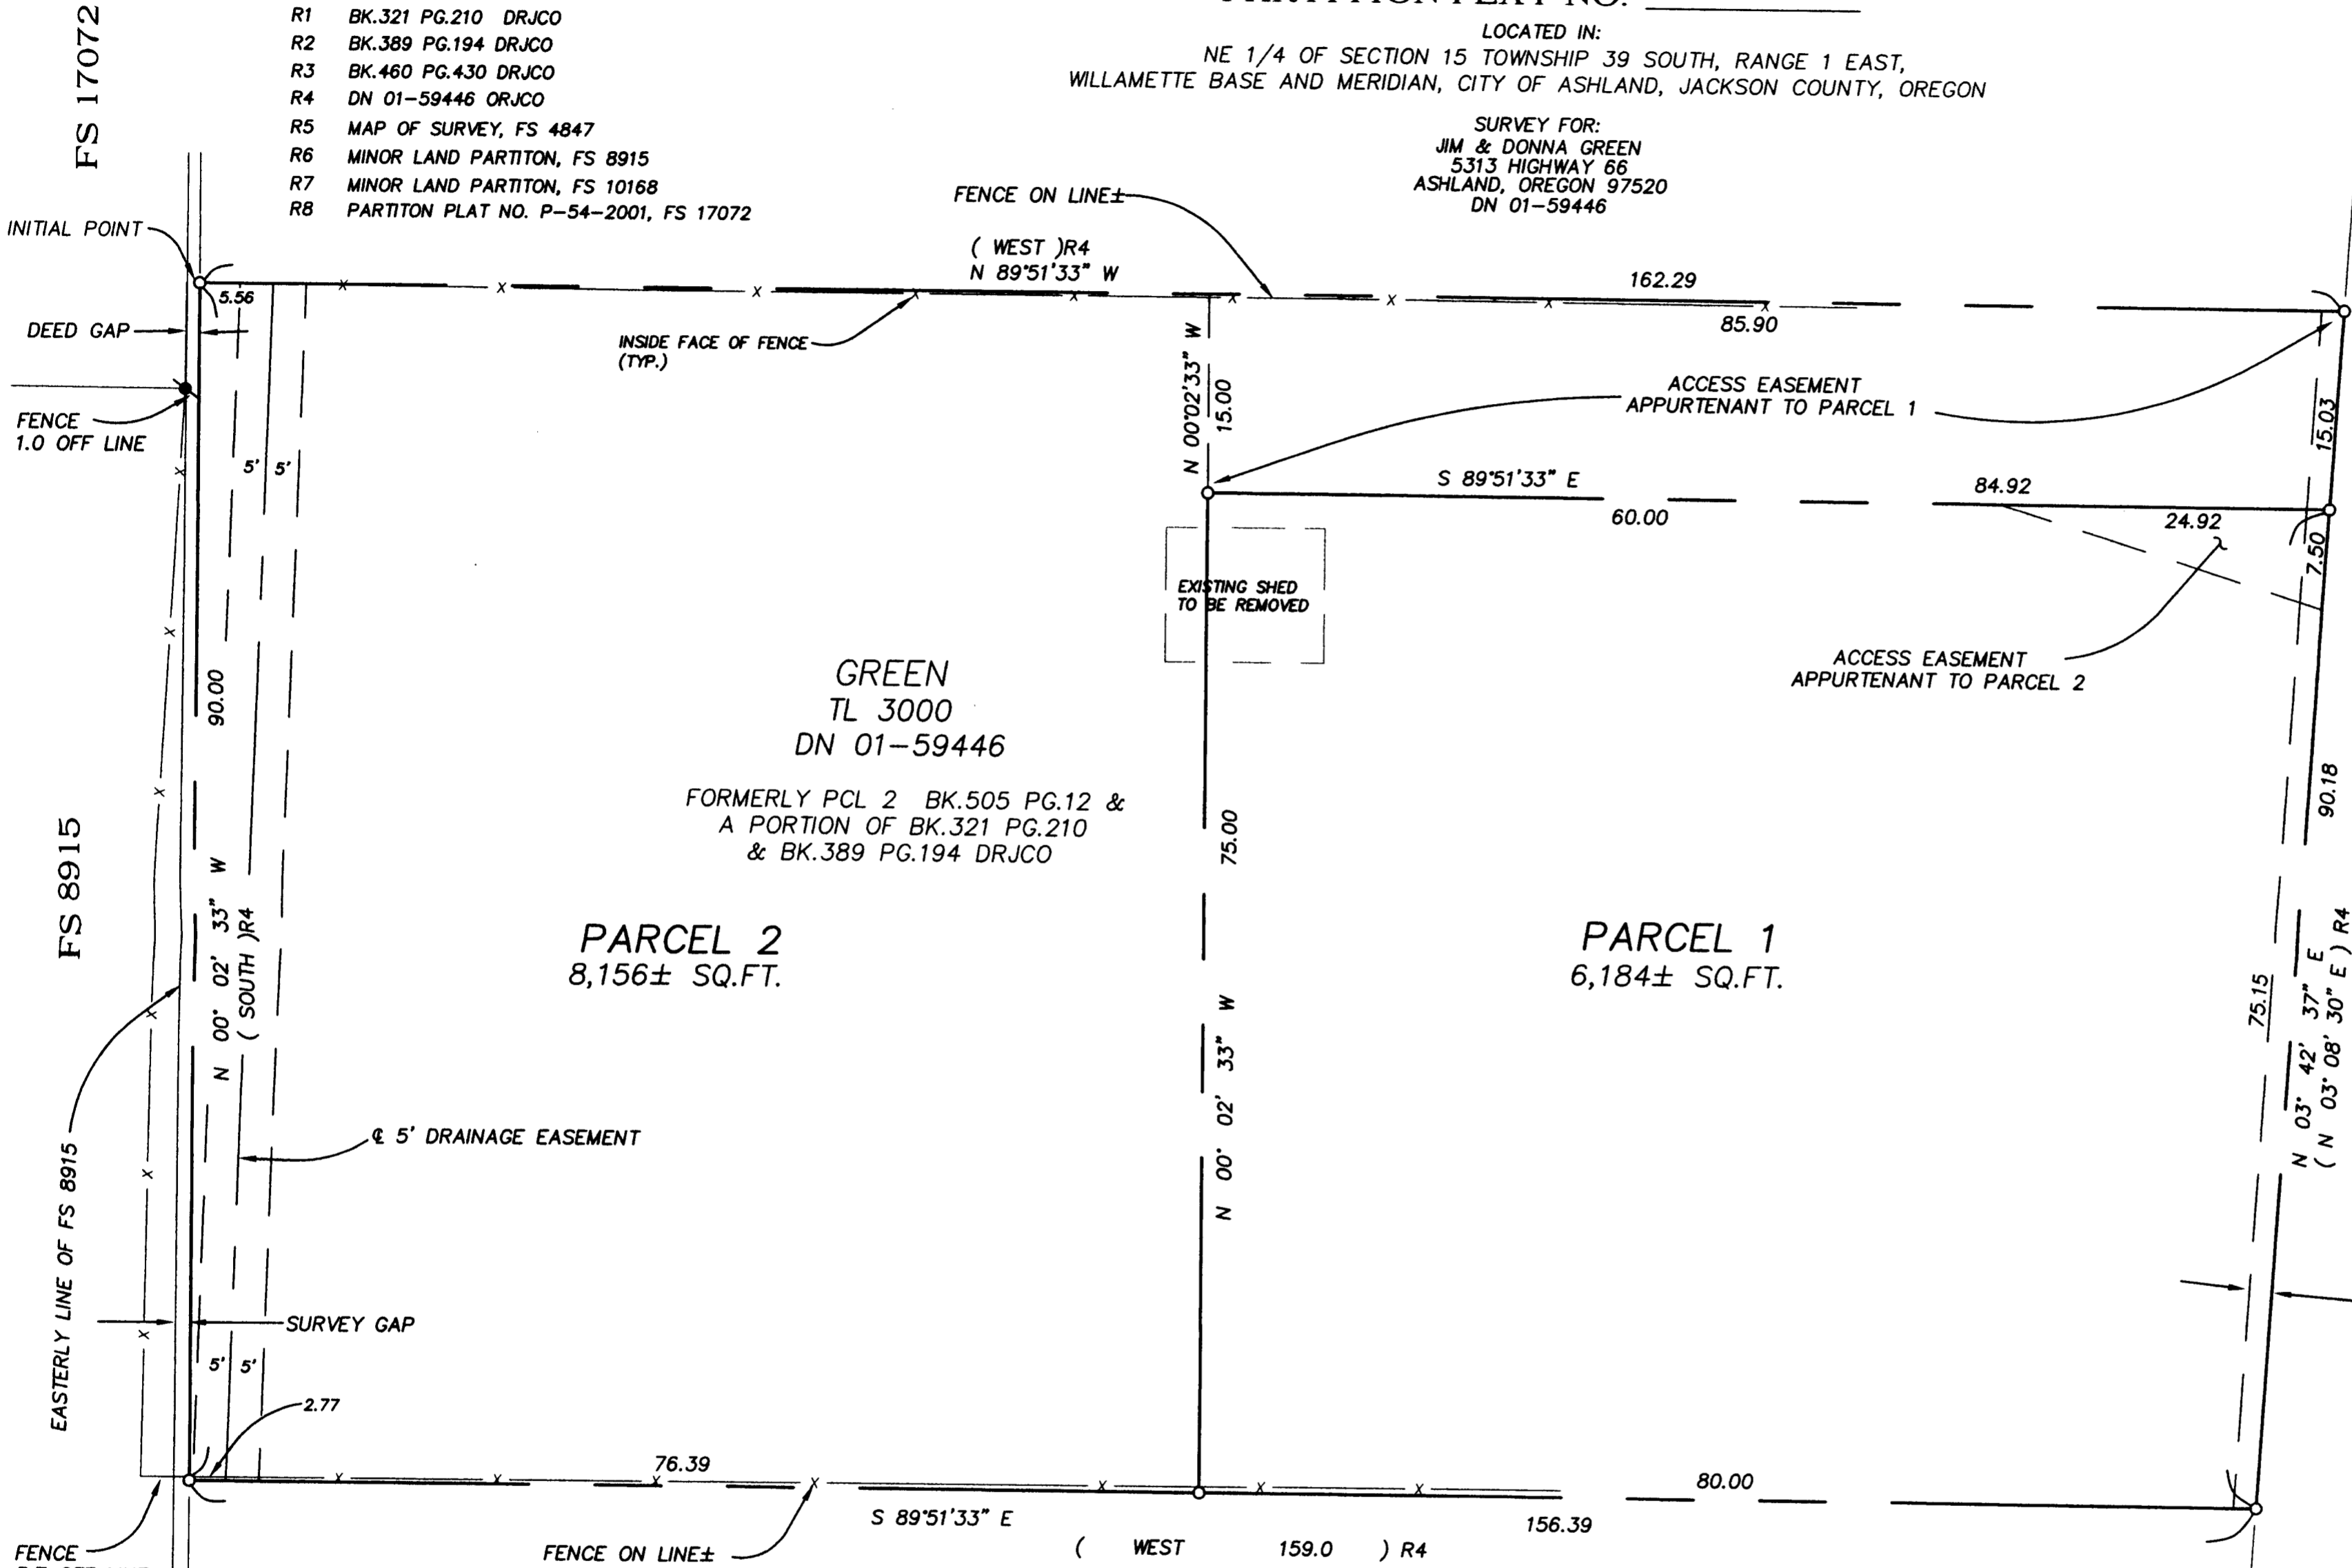 FS 17072
R1 BK.321 PG.210 DRJCO
R2 BK.389 PG.194 DRJCO
R3 BK.460 PG.430 DRJCO
R4 DN 01-59446 ORJCO
R5 MAP OF SURVEY, FS 4847
R6 MINOR LAND PARTITON, FS 8915
R7 MINOR LAND PARTITON, FS 10168
R8 PARTITON PLAT NO. P-54-2001, FS 17072
PARTITION PLAT NO. ____________
LOCATED IN:
NE 1/4 OF SECTION 15 TOWNSHIP 39 SOUTH, RANGE 1 EAST,
WILLAMETTE BASE AND MERIDIAN, CITY OF ASHLAND, JACKSON COUNTY, OREGON
SURVEY FOR:
JIM & DONNA GREEN
5313 HIGHWAY 66
ASHLAND, OREGON 97520
DN 01-59446
INITIAL POINT
FENCE ON LINE±
( WEST )R4
N 89°51'33" W
162.29
5.56
85.90
DEED GAP
INSIDE FACE OF FENCE
(TYP.)
N 00°02'33" W
15.00
ACCESS EASEMENT
APPURTENANT TO PARCEL 1
15.03
FENCE
1.0 OFF LINE
5' 5'
S 89°51'33" E
84.92
60.00
24.92
7.50
EXISTING SHED
TO BE REMOVED
ACCESS EASEMENT
APPURTENANT TO PARCEL 2
90.00
GREEN
TL 3000
DN 01-59446
FORMERLY PCL 2 BK.505 PG.12 &
A PORTION OF BK.321 PG.210
& BK.389 PG.194 DRJCO
75.00
90.18
FS 8915
N 00° 02' 33" W
( SOUTH )R4
PARCEL 2
8,156± SQ.FT.
PARCEL 1
6,184± SQ.FT.
N 00° 02' 33" W
75.15
N 03° 42' 37" E
( N 03° 08' 30" E ) R4
EASTERLY LINE OF FS 8915
℄ 5' DRAINAGE EASEMENT
SURVEY GAP
5' 5'
2.77
76.39
80.00
S 89°51'33" E
156.39
FENCE
FENCE ON LINE±
( WEST 159.0 ) R4